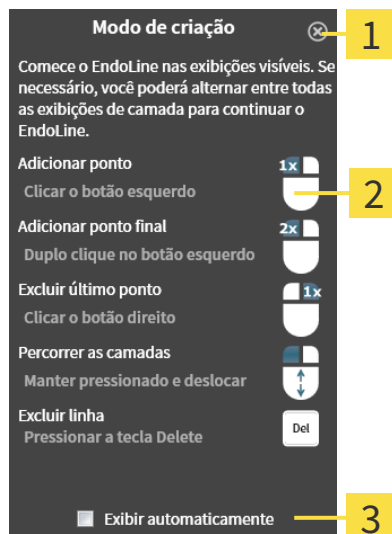 Modo de criação
1
Comece o EndoLine nas exibições visíveis. Se
necessário, você poderá alternar entre todas
as exibições de camada para continuar o
EndoLine.
Adicionar ponto
1x
Clicar o botão esquerdo
2
Adicionar ponto final
2x
Duplo clique no botão esquerdo
Excluir último ponto
1x
Clicar o botão direito
Percorrer as camadas
Manter pressionado e deslocar
Excluir linha
Del
Pressionar a tecla Delete
Exibir automaticamente
3